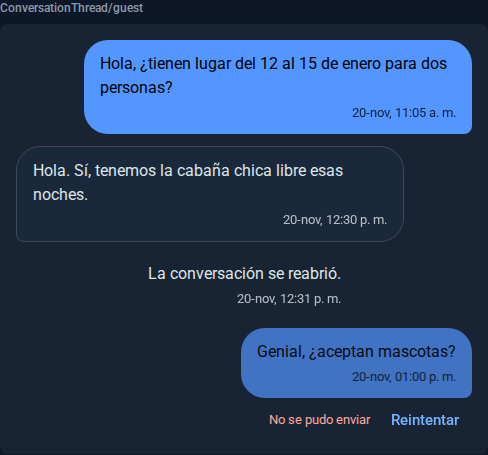 ConversationThread/guest
Hola, ¿tienen lugar del 12 al 15 de enero para dos
personas?
20-nov, 11:05 a. m.
Hola. Sí, tenemos la cabaña chica libre esas
noches.
20-nov, 12:30 p. m.
La conversación se reabrió.
20-nov, 12:31 p. m.
Genial, ¿aceptan mascotas?
20-nov, 01:00 p. m.
No se pudo enviar Reintentar